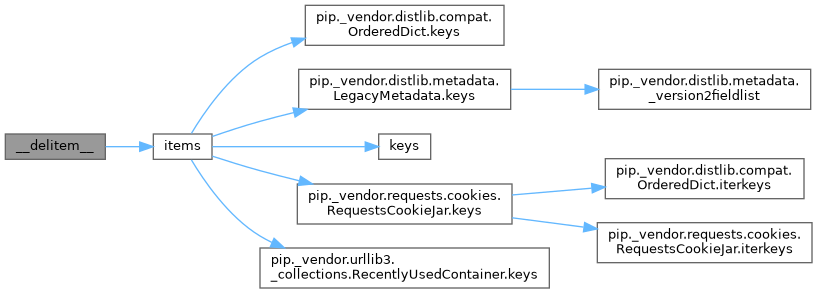 __delitem__
items
pip._vendor.distlib.compat.
OrderedDict.keys
pip._vendor.distlib.metadata.
LegacyMetadata.keys
pip._vendor.distlib.metadata.
_version2fieldlist
keys
pip._vendor.requests.cookies.
RequestsCookieJar.keys
pip._vendor.distlib.compat.
OrderedDict.iterkeys
pip._vendor.requests.cookies.
RequestsCookieJar.iterkeys
pip._vendor.urllib3.
_collections.RecentlyUsedContainer.keys